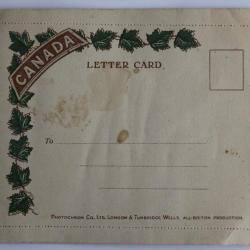 CANADA
LETTER CARD.
To
PHOTOCHROM CO., LTD. LONDON & TUNBRIDGE WELLS, ALL-BRITISH PRODUCTION.